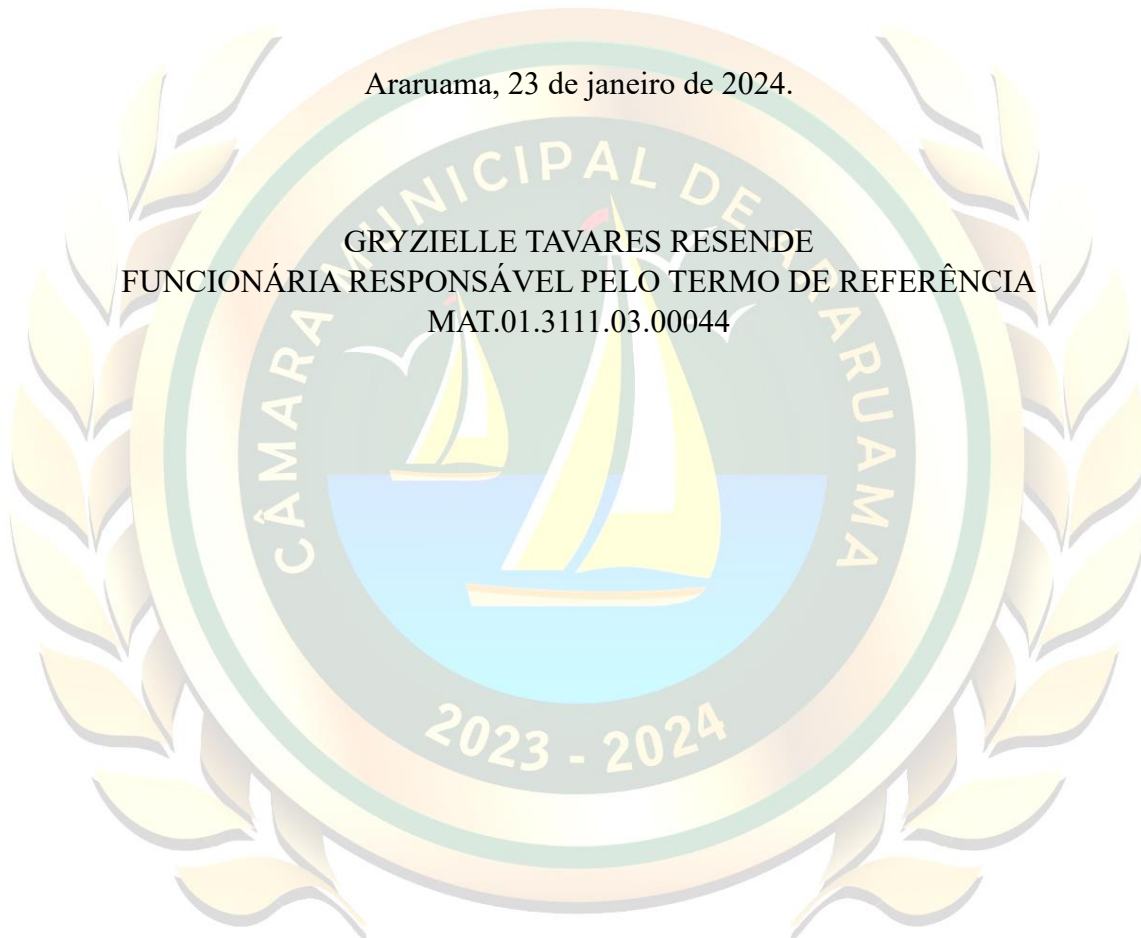 Araruama, 23 de janeiro de 2024.
CÂMARA MUNICIPAL DE ARARUAMA
GRYZIELLE TAVARES RESENDE
FUNCIONÁRIA RESPONSÁVEL PELO TERMO DE REFERÊNCIA
MAT.01.3111.03.00044
2023 - 2024